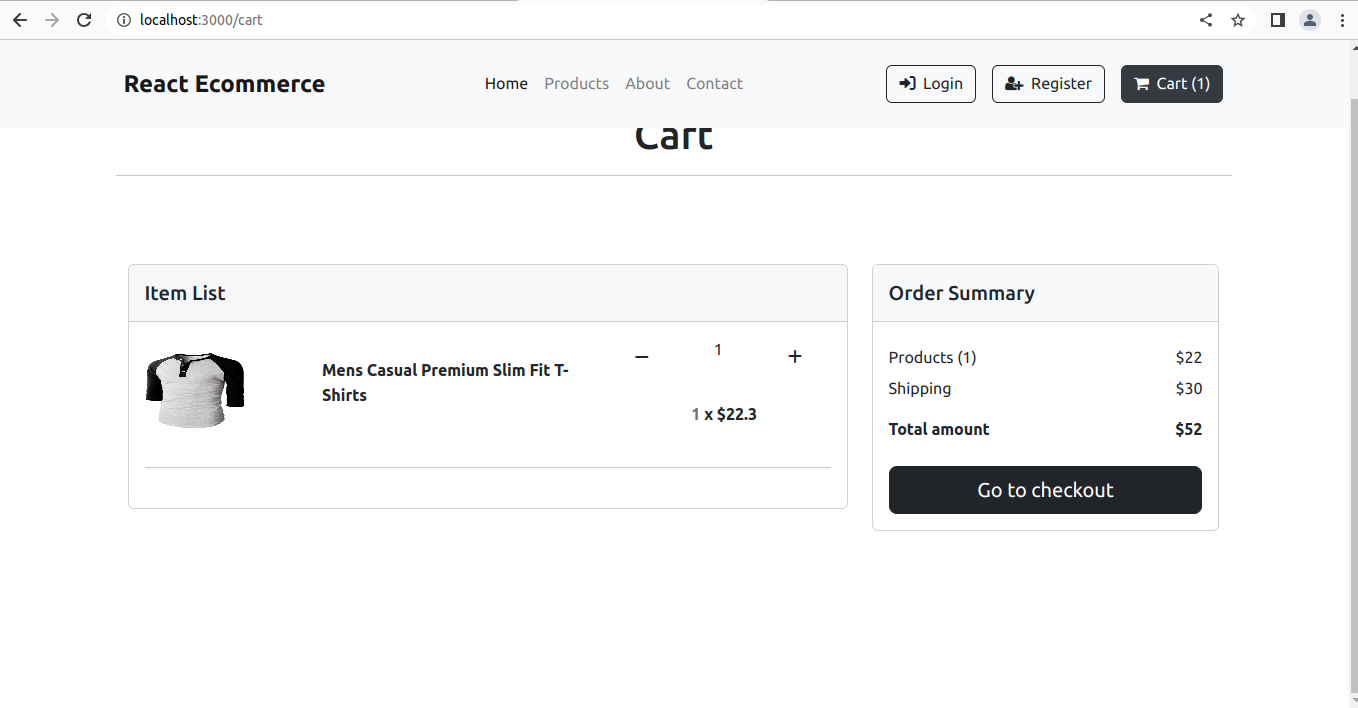 localhost:3000/cart
React Ecommerce
Home Products About Contact
Login Register Cart (1)
Cart
Item List
Mens Casual Premium Slim Fit T-
Shirts
1
1 x $22.3
Order Summary
Products (1) $22
Shipping $30
Total amount $52
Go to checkout